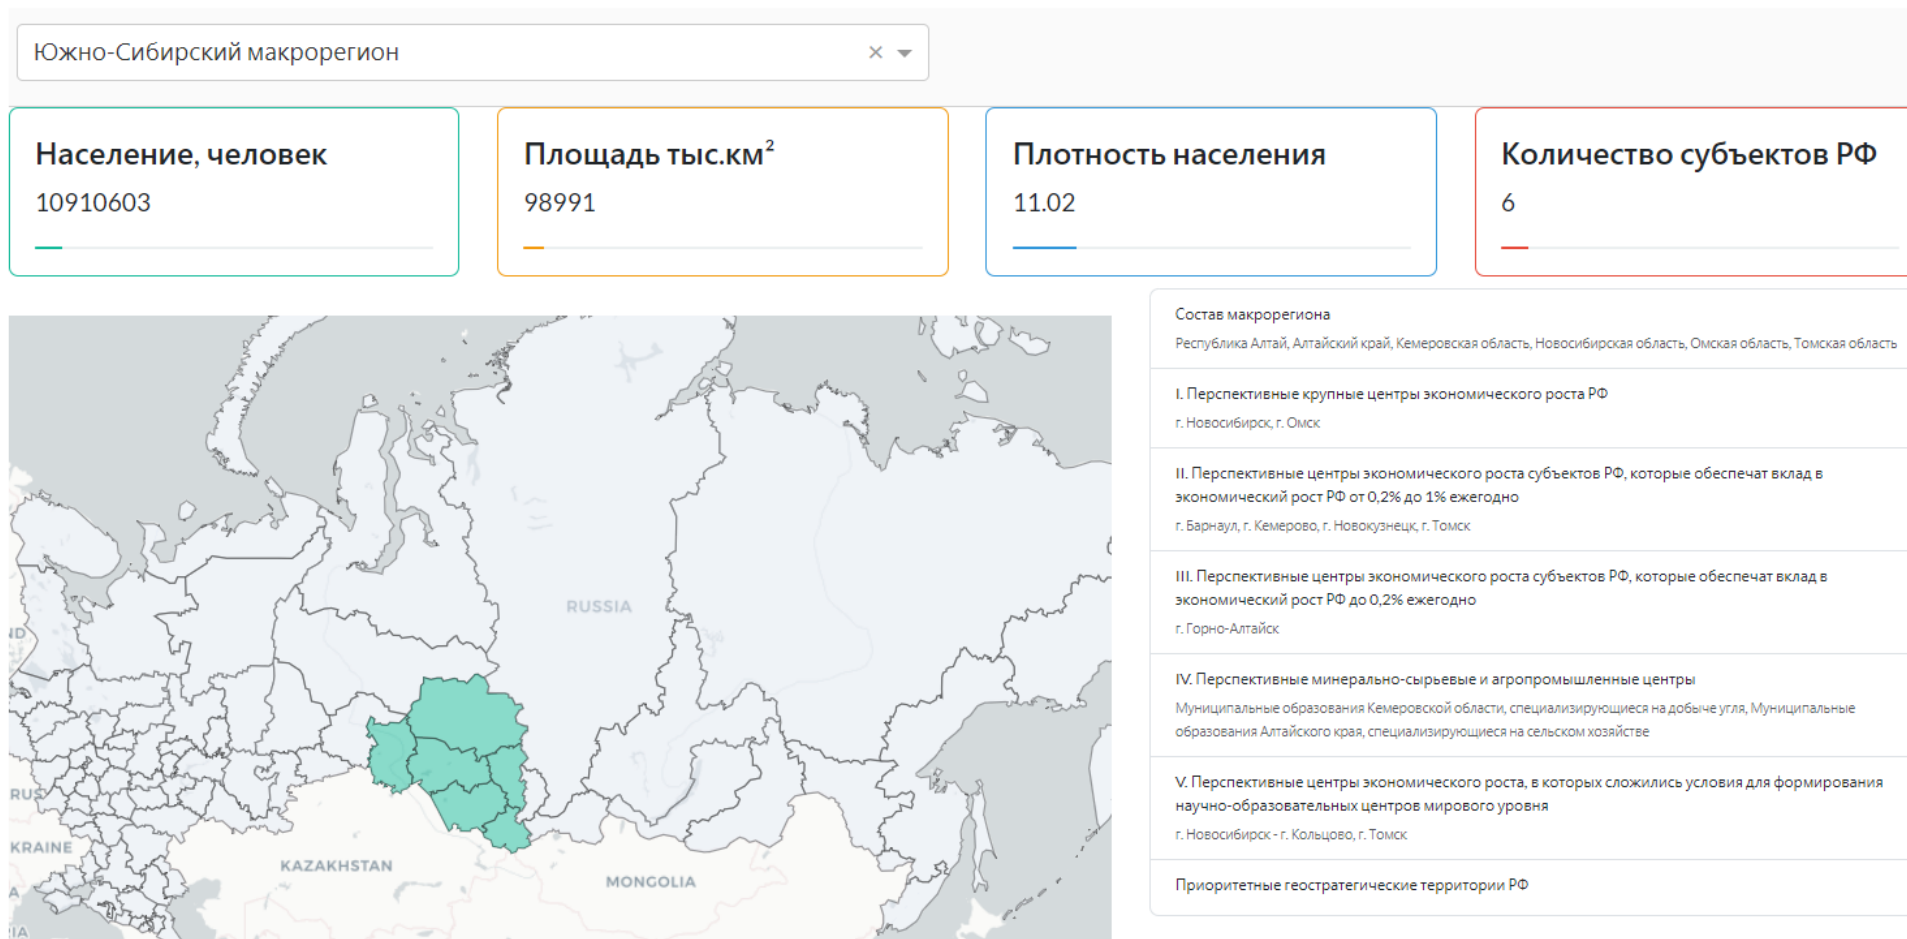 Южно-Сибирский макрорегион
Население, человек
10910603
Площадь тыс.км²
98991
Плотность населения
11.02
Количество субъектов РФ
6
Состав макрорегиона
Республика Алтай, Алтайский край, Кемеровская область, Новосибирская область, Омская область, Томская область
I. Перспективные крупные центры экономического роста РФ
г. Новосибирск, г. Омск
II. Перспективные центры экономического роста субъектов РФ, которые обеспечат вклад в
экономический рост РФ от 0,2% до 1% ежегодно
г. Барнаул, г. Кемерово, г. Новокузнецк, г. Томск
III. Перспективные центры экономического роста субъектов РФ, которые обеспечат вклад в
экономический рост РФ до 0,2% ежегодно
г. Горно-Алтайск
IV. Перспективные минерально-сырьевые и агропромышленные центры
Муниципальные образования Кемеровской области, специализирующиеся на добыче угля, Муниципальные
образования Алтайского края, специализирующиеся на сельском хозяйстве
V. Перспективные центры экономического роста, в которых сложились условия для формирования
научно-образовательных центров мирового уровня
г. Новосибирск - г. Кольцово, г. Томск
Приоритетные геостратегические территории РФ
RUSSIA
ND
RUS
KRAINE
KAZAKHSTAN
MONGOLIA
A
IA